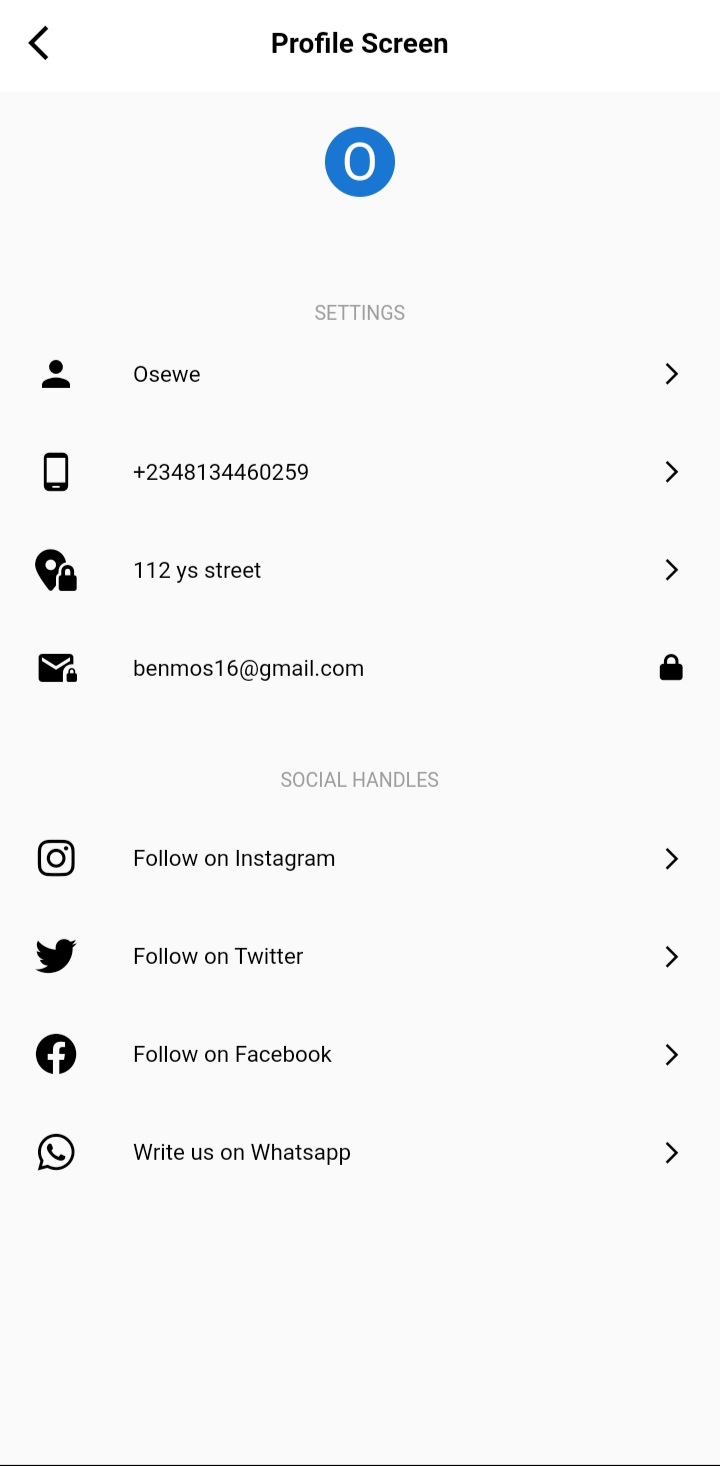 Profile Screen
O
SETTINGS
Osewe
+2348134460259
112 ys street
benmos16@gmail.com
SOCIAL HANDLES
Follow on Instagram
Follow on Twitter
Follow on Facebook
Write us on Whatsapp